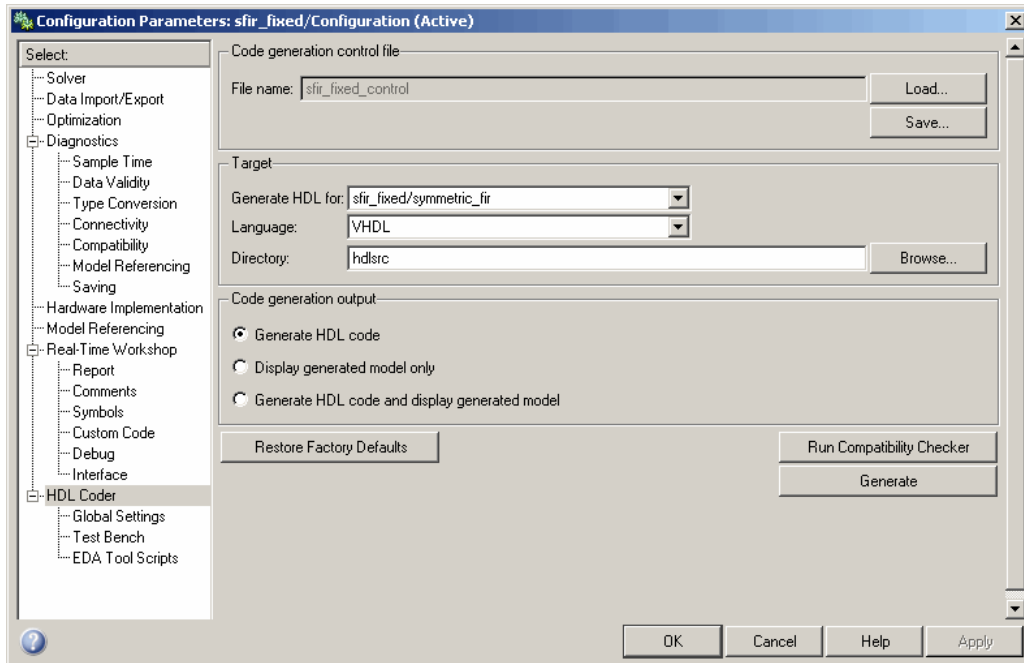 Configuration Parameters: sfir_fixed/Configuration (Active)
Select:
Solver
Data Import/Export
Optimization
Diagnostics
Sample Time
Data Validity
Type Conversion
Connectivity
Compatibility
Model Referencing
Saving
Hardware Implementation
Model Referencing
Real-Time Workshop
Report
Comments
Symbols
Custom Code
Debug
Interface
HDL Coder
Global Settings
Test Bench
EDA Tool Scripts
Code generation control file
File name: sfir_fixed_control
Load...
Save...
Target
Generate HDL for: sfir_fixed/symmetric_fir
Language: VHDL
Directory: hdlsrc
Browse...
Code generation output
Generate HDL code
Display generated model only
Generate HDL code and display generated model
Restore Factory Defaults
Run Compatibility Checker
Generate
OK
Cancel
Help
Apply